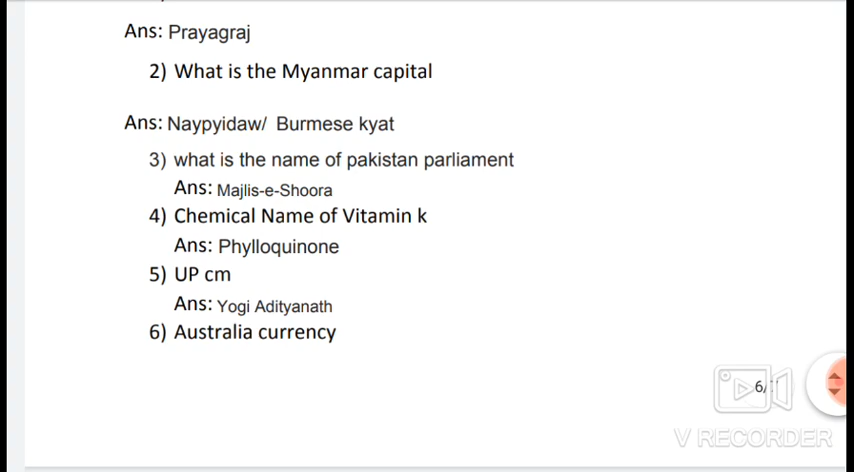 Ans: Prayagraj
2) What is the Myanmar capital
Ans: Naypyidaw/ Burmese kyat
3) what is the name of pakistan parliament
Ans: Majlis-e-Shoora
4) Chemical Name of Vitamin k
Ans: Phylloquinone
5) UP cm
Ans: Yogi Adityanath
6) Australia currency
6/
V RECORDER